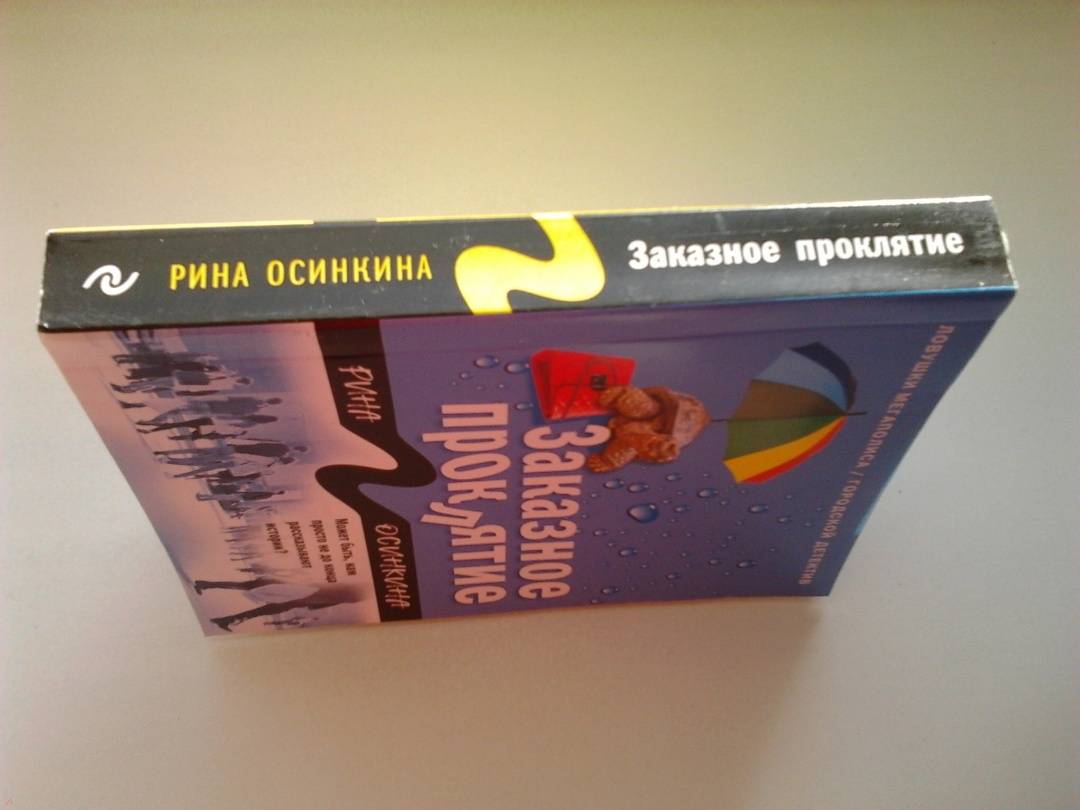 РИНА ОСИНКИНА
Заказное проклятие
ЛОВУШКИ МЕГАПОЛИСА / ГОРОДСКОЙ ДЕТЕКТИВ
Заказное
проклятие
РИНА ОСИНКИНА
Может быть, нам
просто не до конца
рассказывают
истории?